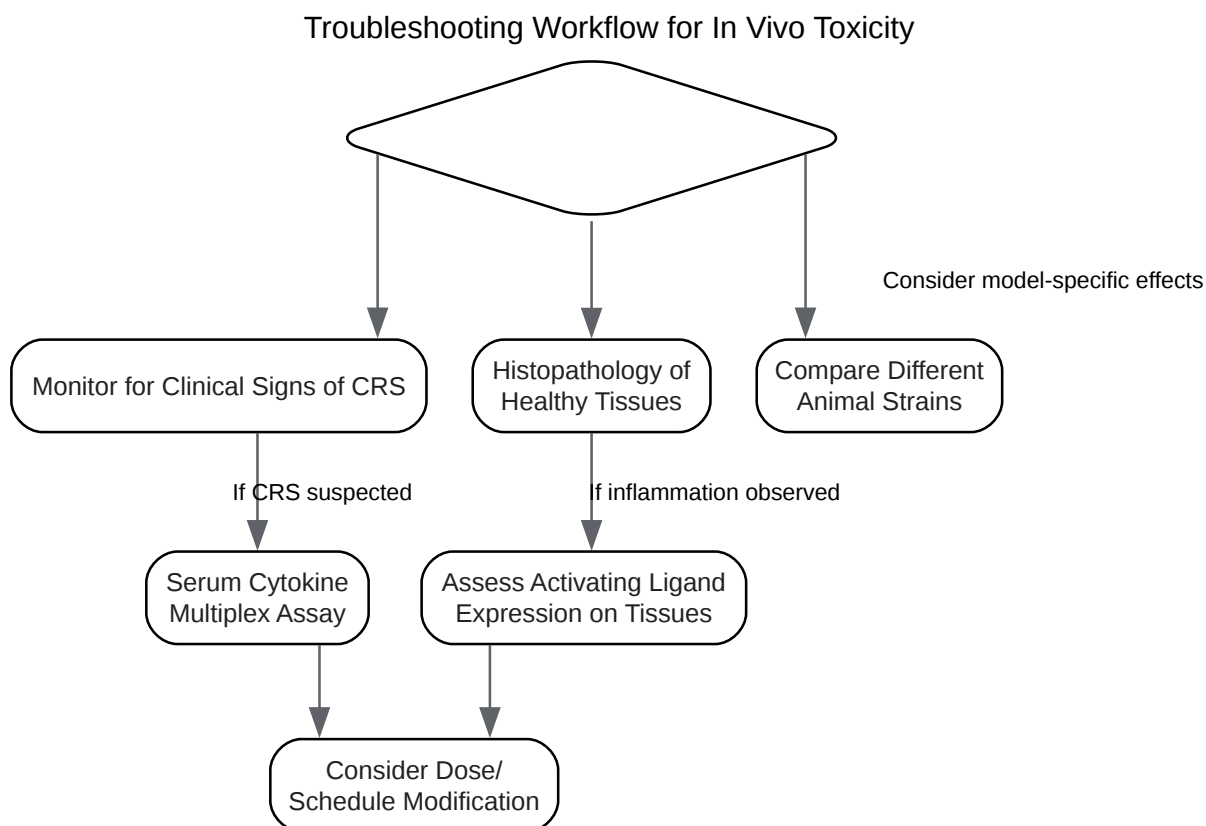 Troubleshooting Workflow for In Vivo Toxicity
Consider model-specific effects
Monitor for Clinical Signs of CRS
Histopathology of
Healthy Tissues
Compare Different
Animal Strains
If CRS suspected
If inflammation observed
Serum Cytokine
Multiplex Assay
Assess Activating Ligand
Expression on Tissues
Consider Dose/
Schedule Modification